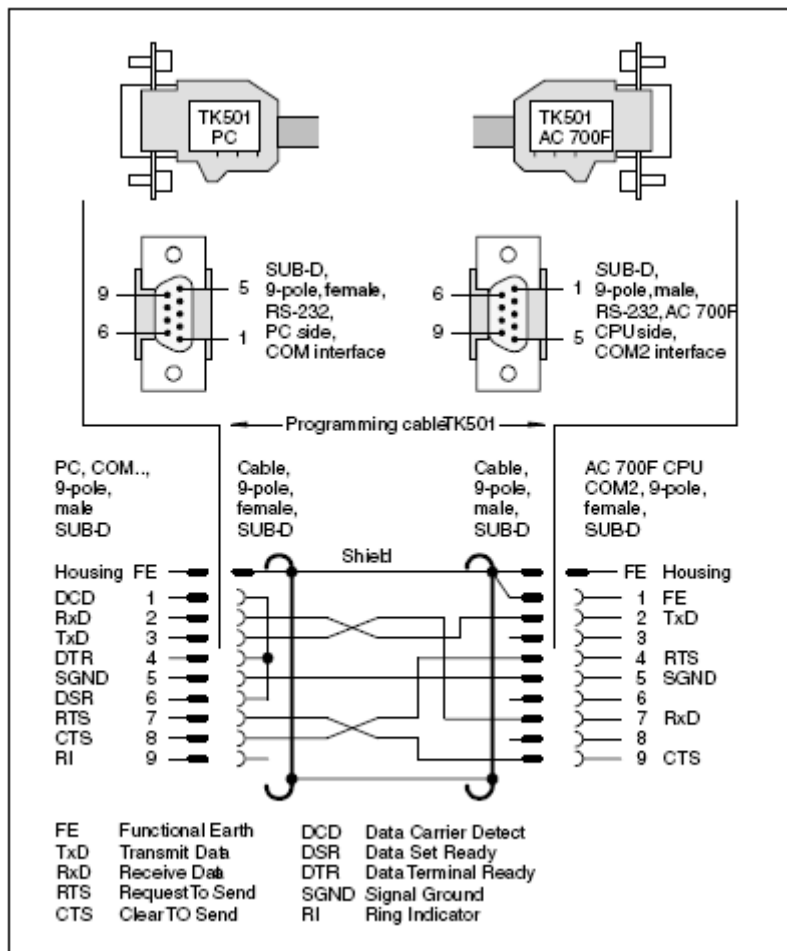 TK501
PC
TK501
AC 700F
9
6
5
1
SUB-D,
9-pole, female,
RS-232,
PC side,
COM interface
6
9
1
5
SUB-D,
9-pole, male,
RS-232, AC 700F
CPU side,
COM2 interface
Programming cable TK501
PC, COM..,
9-pole,
male
SUB-D
Cable,
9-pole,
female,
SUB-D
Cable,
9-pole,
male,
SUB-D
AC 700F CPU
COM2, 9-pole,
female,
SUB-D
Shield
Housing FE
DCD 1
RxD 2
TxD 3
DTR 4
SGND 5
DSR 6
RTS 7
CTS 8
RI 9
FE Housing
1 FE
2 TxD
3
4 RTS
5 SGND
6
7 RxD
8
9 CTS
FE Functional Earth
TxD Transmit Data
RxD Receive Data
RTS Request To Send
CTS Clear TO Send
DCD Data Carrier Detect
DSR Data Set Ready
DTR Data Terminal Ready
SGND Signal Ground
RI Ring Indicator